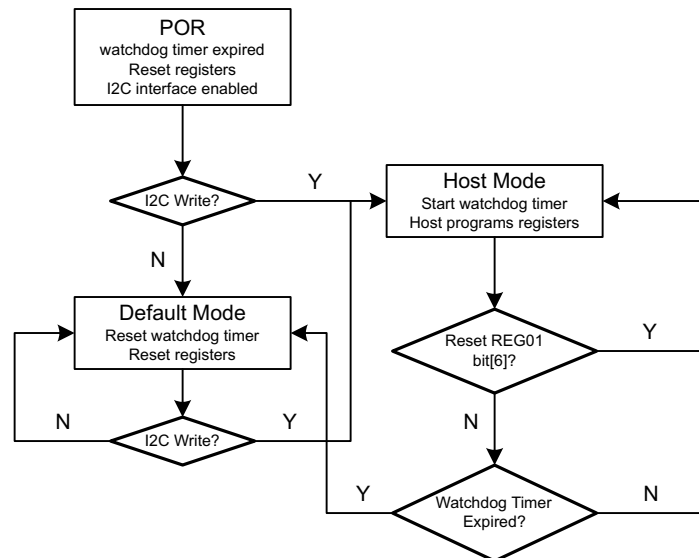 POR
watchdog timer expired
Reset registers
I2C interface enabled
I2C Write?
Y
N
Host Mode
Start watchdog timer
Host programs registers
Default Mode
Reset watchdog timer
Reset registers
Reset REG01
bit[6]?
Y
N
I2C Write?
N
Y
Watchdog Timer
Expired?
Y
N